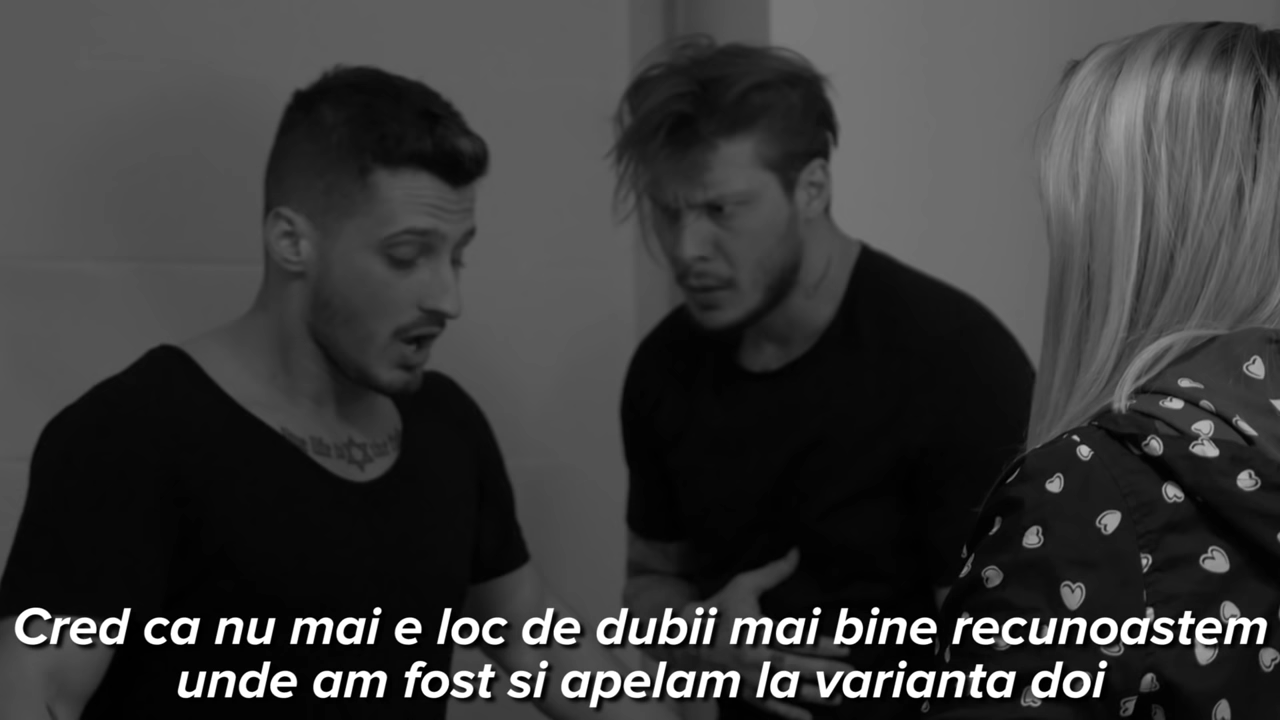 Cred ca nu mai e loc de dubii mai bine recunoastem
unde am fost si apelam la varianta doi